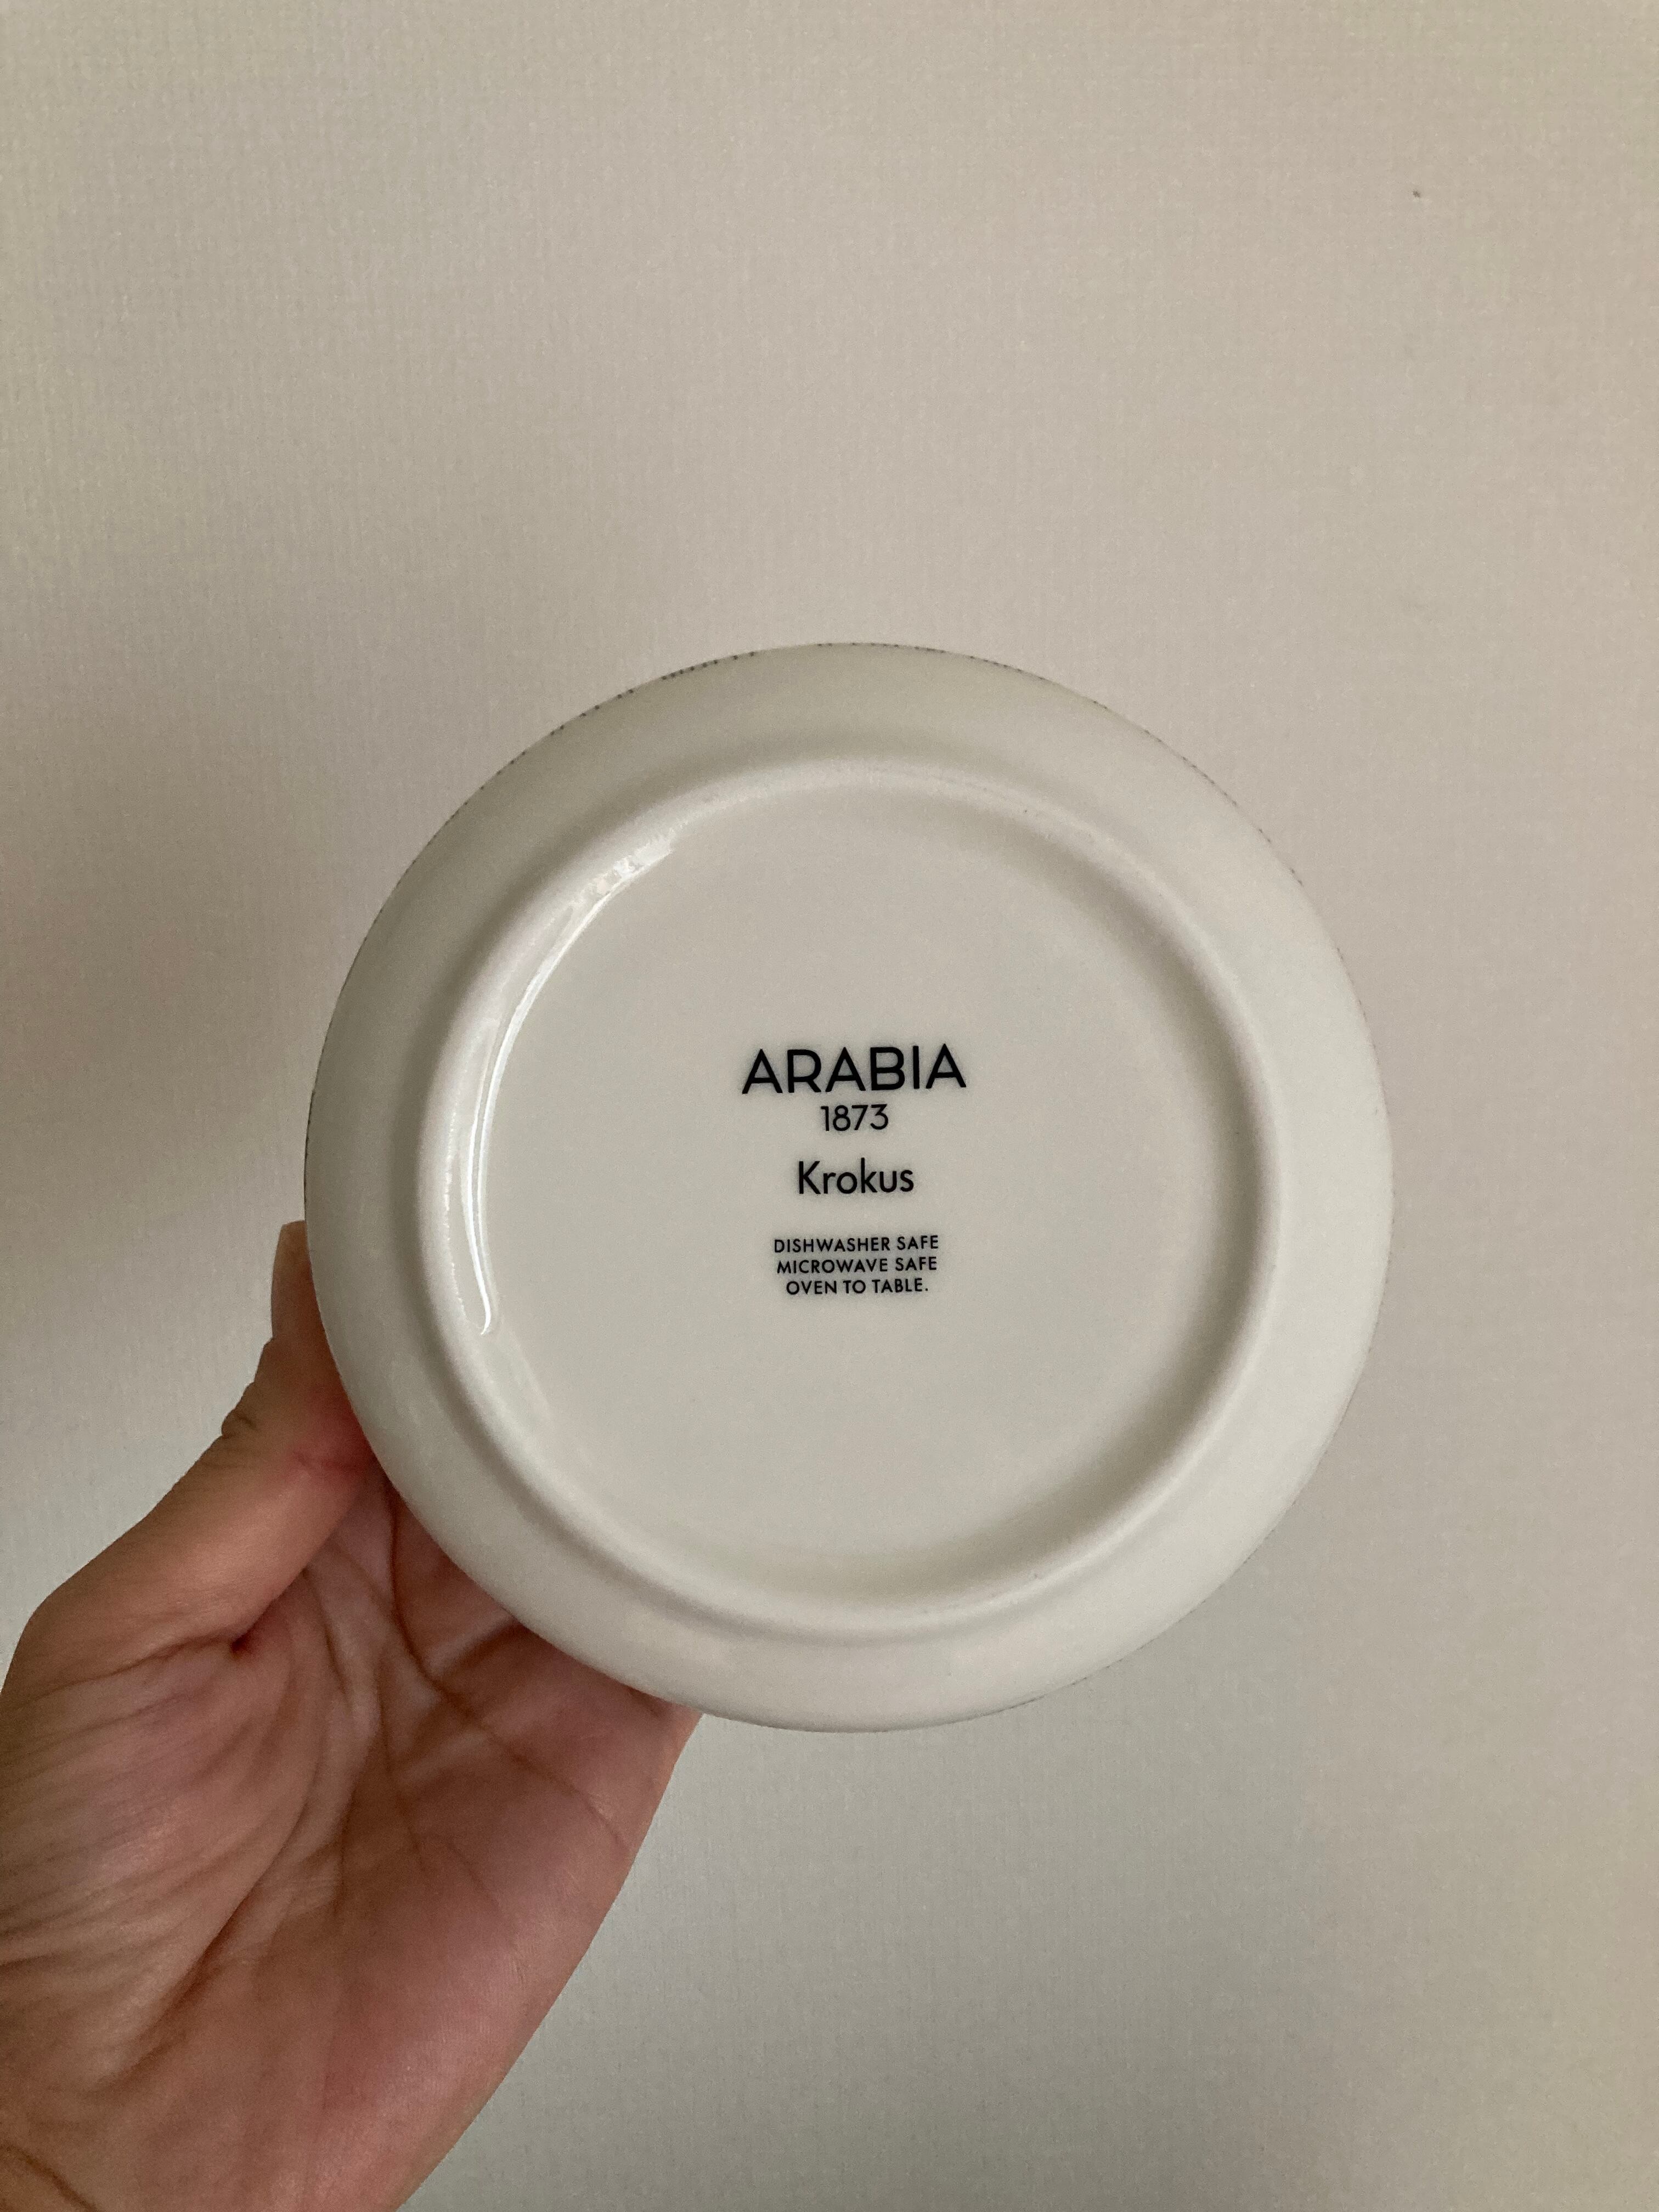 ARABIA
1873
Krokus
DISHWASHER SAFE
MICROWAVE SAFE
OVEN TO TABLE.